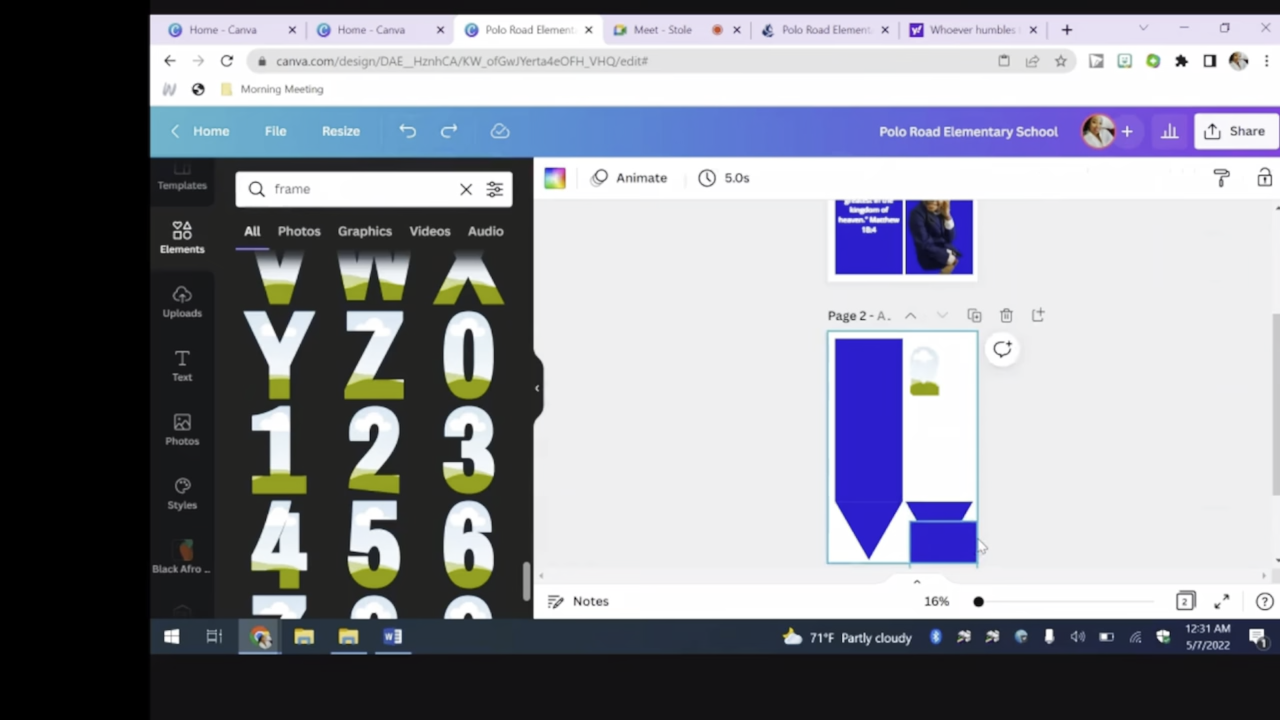 Home - Canva
Home - Canva
Polo Road Element
Meet - Stole
Polo Road Element
Whoever humbles
canva.com/design/DAE__HznhCA/KW_ofGwJYerta4eOFH_VHQ/edit#
Morning Meeting
Home File Resize
Polo Road Elementary School
Share
Templates
Elements
Uploads
Text
Photos
Styles
Black Afro ...
frame
All Photos Graphics Videos Audio
V W X
Y Z 0
1 2 3
4 5 6
Animate 5.0s
kingdom of
heaven." Matthew
18:4
Page 2 - A.
Notes
16%
2
71°F Partly cloudy
12:31 AM
5/7/2022
1